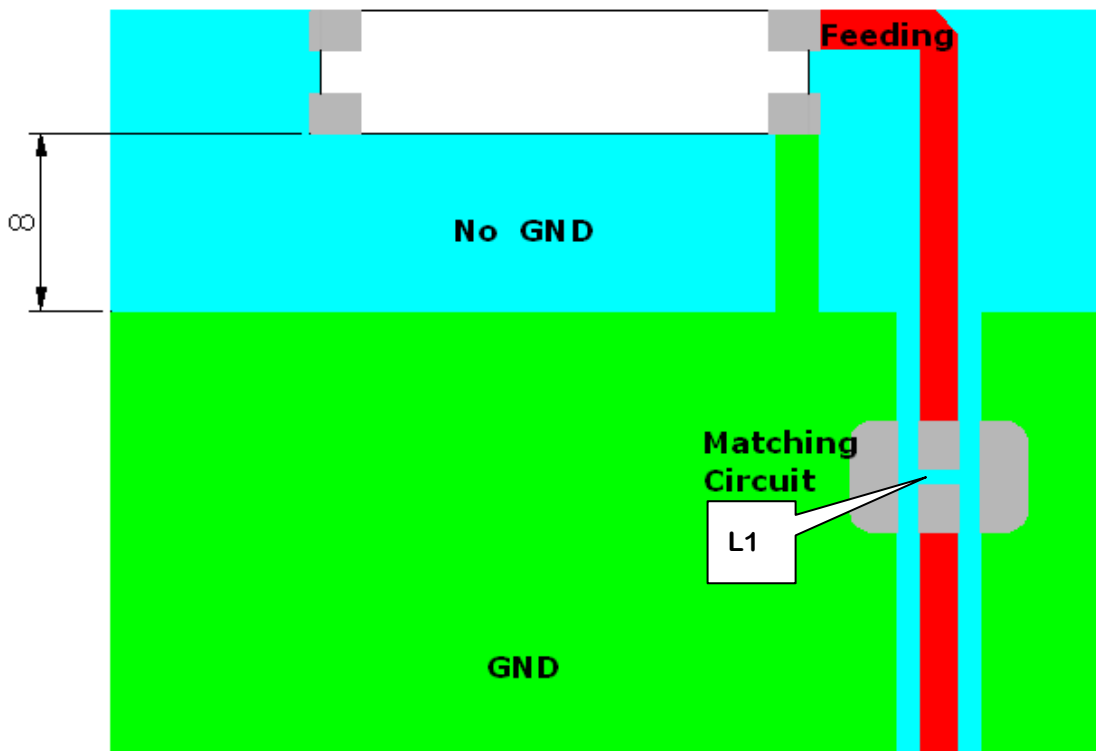 Feeding
8
No GND
Matching
Circuit
L1
GND